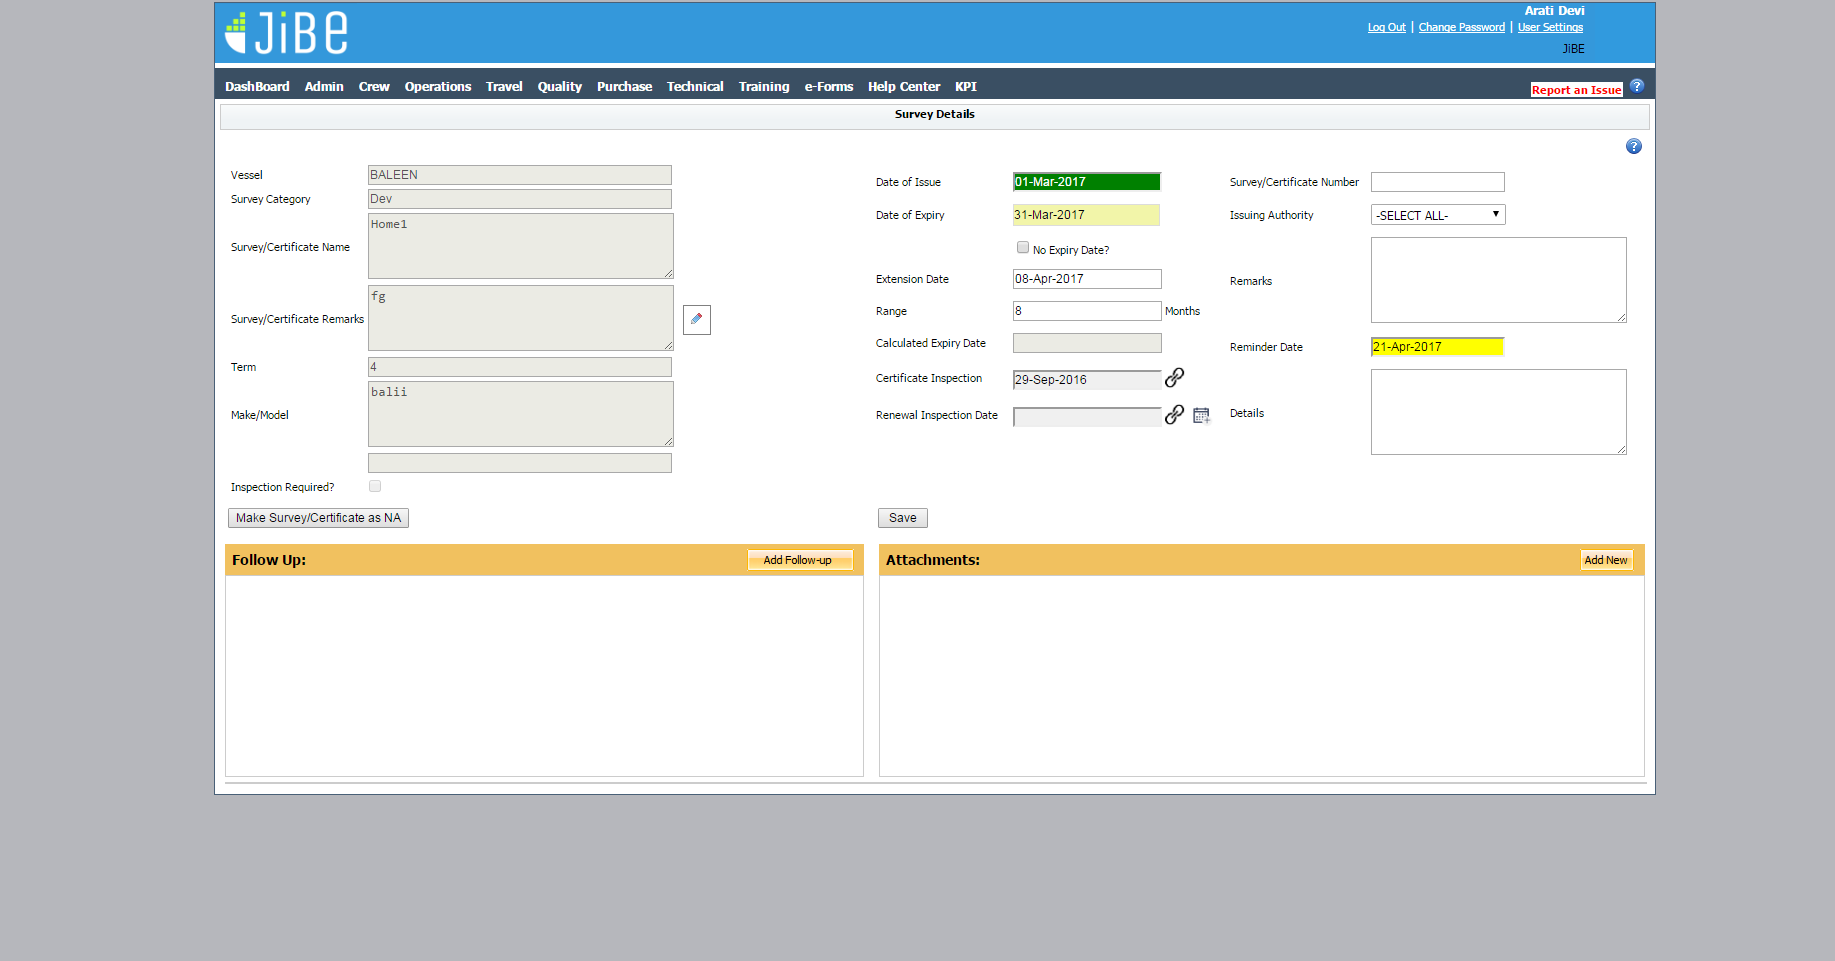 JiBE
Arati Devi
Log Out | Change Password | User Settings
JiBE
DashBoard Admin Crew Operations Travel Quality Purchase Technical Training e-Forms Help Center KPI
Report an Issue ?
Survey Details
?
Vessel BALEEN
Survey Category Dev
Survey/Certificate Name Home1
Survey/Certificate Remarks fg
Term 4
Make/Model balii
Inspection Required?
Make Survey/Certificate as NA
Date of Issue 01-Mar-2017
Date of Expiry 31-Mar-2017
No Expiry Date?
Extension Date 08-Apr-2017
Range 8 Months
Calculated Expiry Date
Certificate Inspection 29-Sep-2016
Renewal Inspection Date
Save
Survey/Certificate Number
Issuing Authority -SELECT ALL-
Remarks
Reminder Date 21-Apr-2017
Details
Follow Up: Add Follow-up
Attachments: Add New